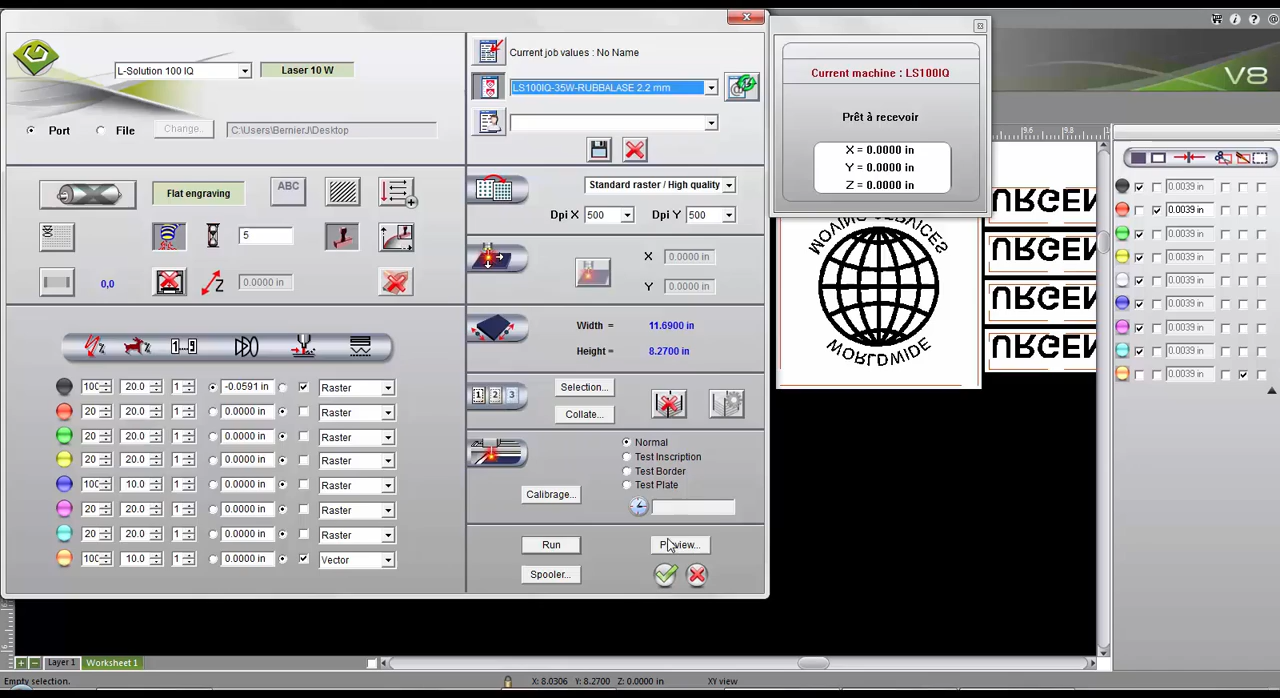 L-Solution 100 IQ
Laser 10 W
Port
File
Change..
C:\Users\BernierJ\Desktop
Flat engraving
ABC
5
0,0
Z
0.0000 in
1...9
100 20.0 1 -0.0591 in Raster
20 20.0 1 0.0000 in Raster
20 20.0 1 0.0000 in Raster
20 20.0 1 0.0000 in Raster
100 10.0 1 0.0000 in Raster
20 20.0 1 0.0000 in Raster
20 20.0 1 0.0000 in Raster
100 10.0 1 0.0000 in Vector
Current job values : No Name
LS100IQ-35W-RUBBALASE 2.2 mm
Standard raster / High quality
Dpi X 500 Dpi Y 500
X 0.0000 in
Y 0.0000 in
Width = 11.6900 in
Height = 8.2700 in
1 2 3
Selection...
Collate...
Normal
Test Inscription
Test Border
Test Plate
Calibrage...
Run
Preview...
Spooler...
Current machine : LS100IQ
Prêt à recevoir
X = 0.0000 in
Y = 0.0000 in
Z = 0.0000 in
V8
9.6 9.8
MOVING SERVICES
WORLDWIDE
URGEN
URGEN
URGEN
URGEN
0.0039 in
0.0039 in
0.0039 in
0.0039 in
0.0039 in
0.0039 in
0.0039 in
0.0039 in
0.0039 in
Layer 1
Worksheet 1
Empty selection.
X: 8.0306 Y: 8.2700 Z: 0.0000 in
XY view